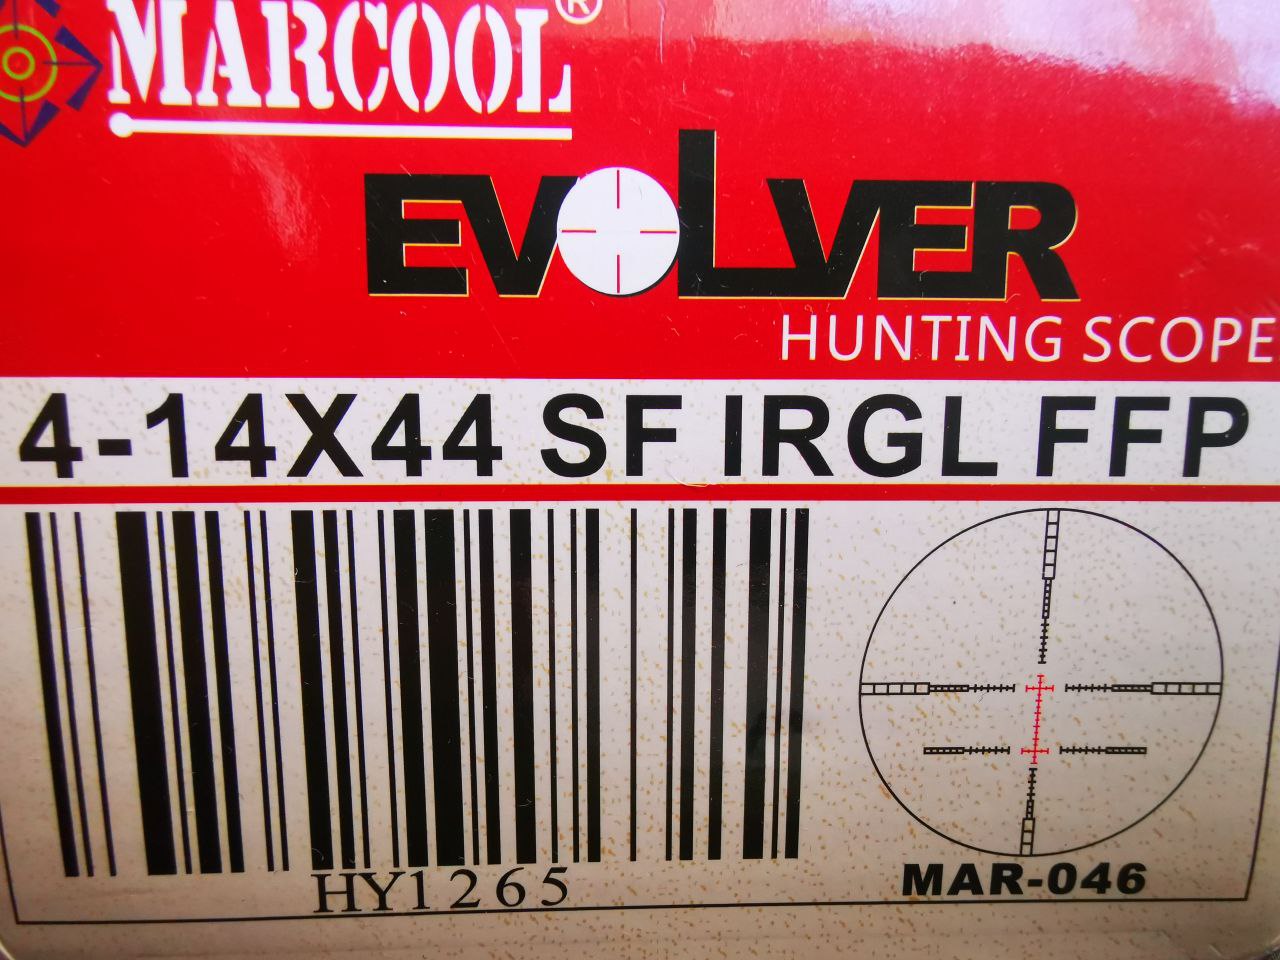 MARCOOL®
EVOLVER
HUNTING SCOPE
4-14X44 SF IRGL FFP
HY1265
MAR-046